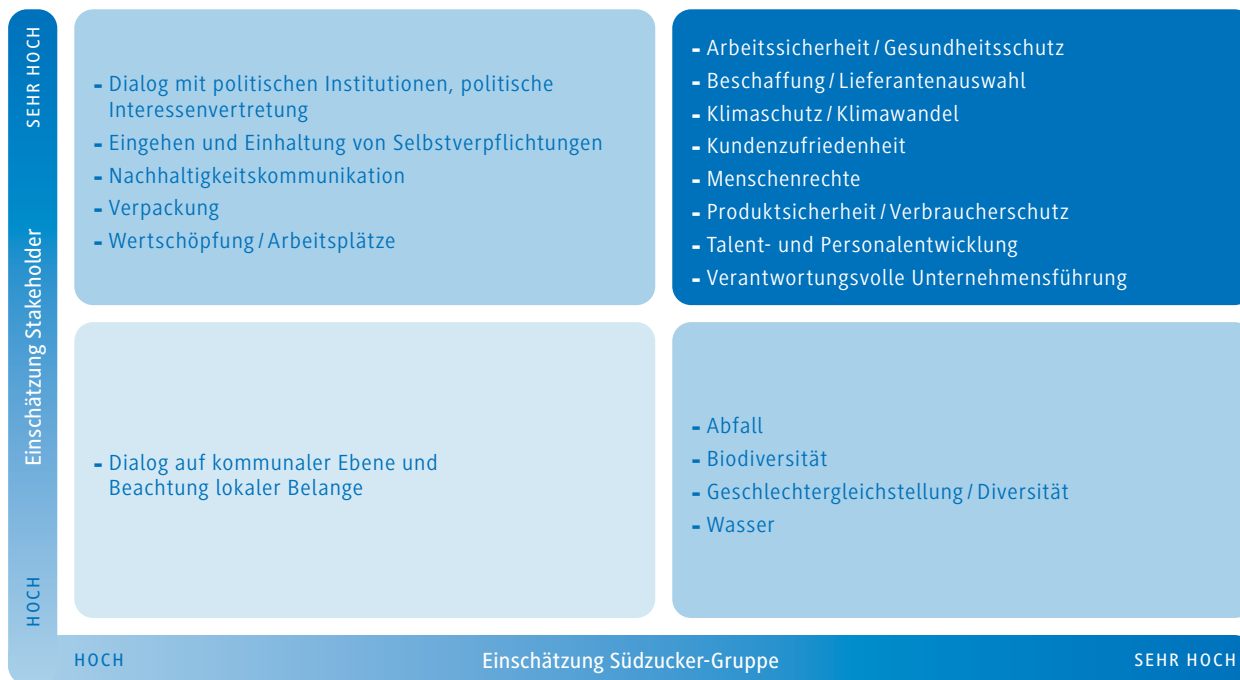 SEHR HOCH
Einschätzung Stakeholder
HOCH
- Dialog mit politischen Institutionen, politische
Interessenvertretung
- Eingehen und Einhaltung von Selbstverpflichtungen
- Nachhaltigkeitskommunikation
- Verpackung
- Wertschöpfung / Arbeitsplätze
- Arbeitssicherheit / Gesundheitsschutz
- Beschaffung / Lieferantenauswahl
- Klimaschutz / Klimawandel
- Kundenzufriedenheit
- Menschenrechte
- Produktsicherheit / Verbraucherschutz
- Talent- und Personalentwicklung
- Verantwortungsvolle Unternehmensführung
- Dialog auf kommunaler Ebene und
Beachtung lokaler Belange
- Abfall
- Biodiversität
- Geschlechtergleichstellung / Diversität
- Wasser
HOCH
Einschätzung Südzucker-Gruppe
SEHR HOCH